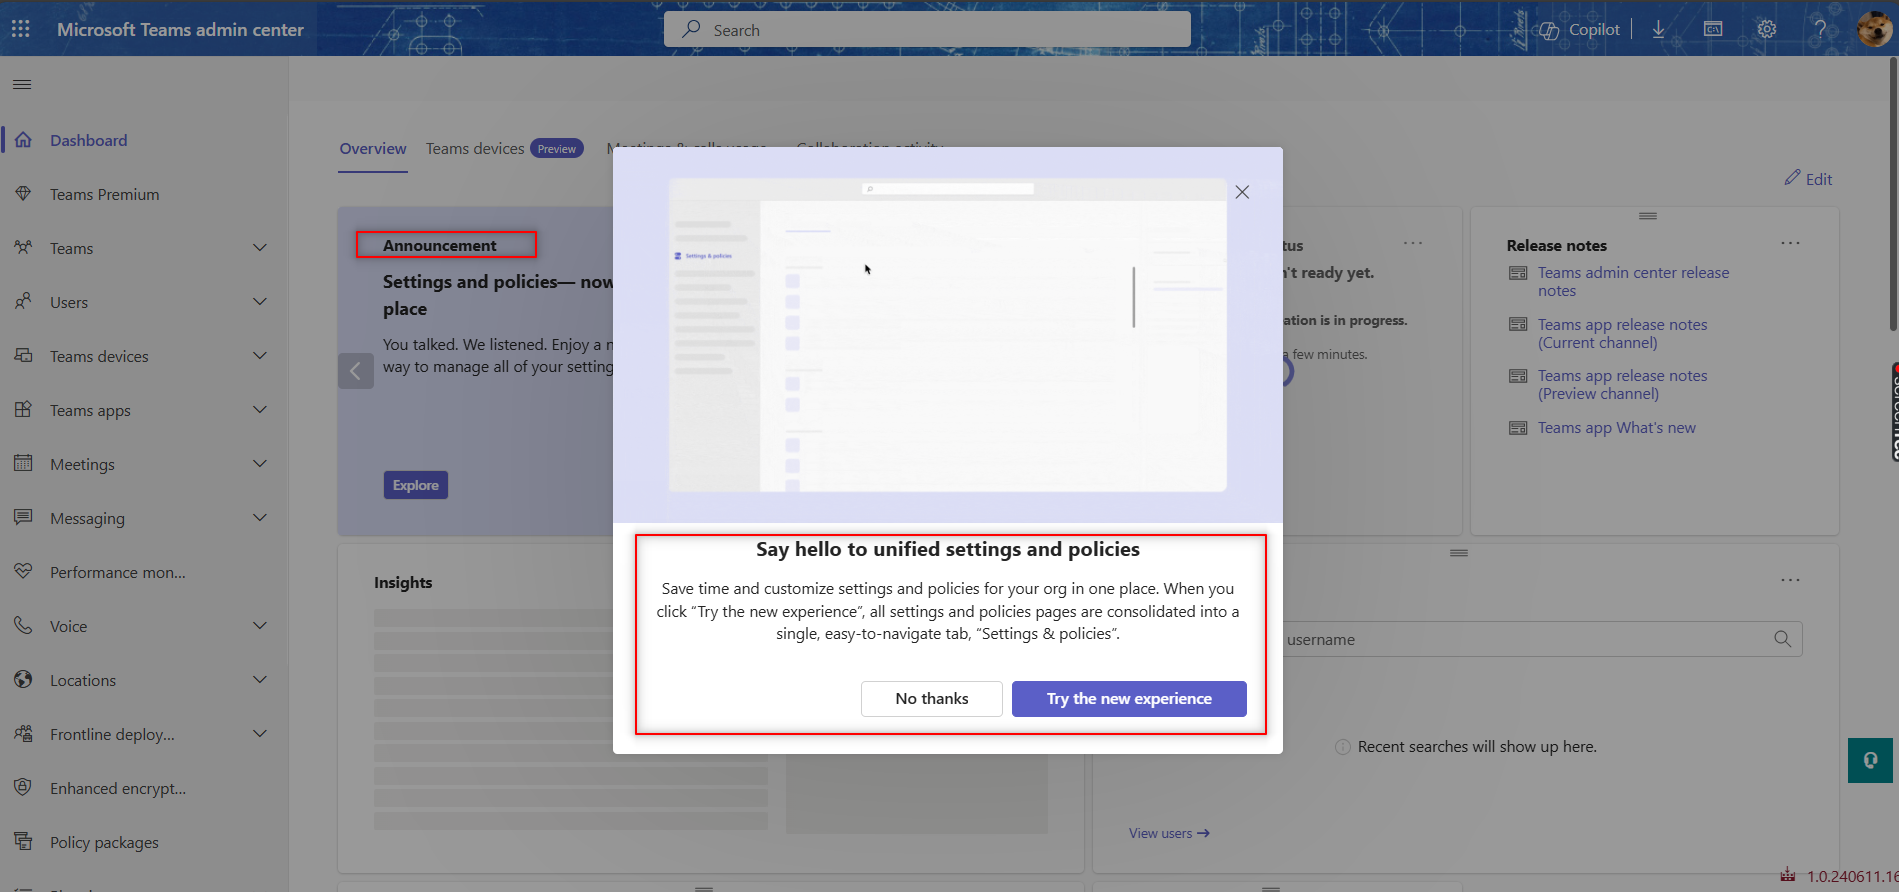 Microsoft Teams admin center
Search
Copilot
Dashboard
Teams Premium
Teams
Users
Teams devices
Teams apps
Meetings
Messaging
Performance mon...
Voice
Locations
Frontline deploy...
Enhanced encrypt...
Policy packages
Overview
Teams devices
Preview
Edit
Announcement
Settings and policies— now
place
You talked. We listened. Enjoy a n
way to manage all of your setting
Explore
Settings & policies
Say hello to unified settings and policies
Save time and customize settings and policies for your org in one place. When you
click “Try the new experience”, all settings and policies pages are consolidated into a
single, easy-to-navigate tab, “Settings & policies”.
No thanks
Try the new experience
tus
't ready yet.
ation is in progress.
a few minutes.
Release notes
Teams admin center release
notes
Teams app release notes
(Current channel)
Teams app release notes
(Preview channel)
Teams app What's new
Insights
username
Recent searches will show up here.
View users
1.0.240611.16